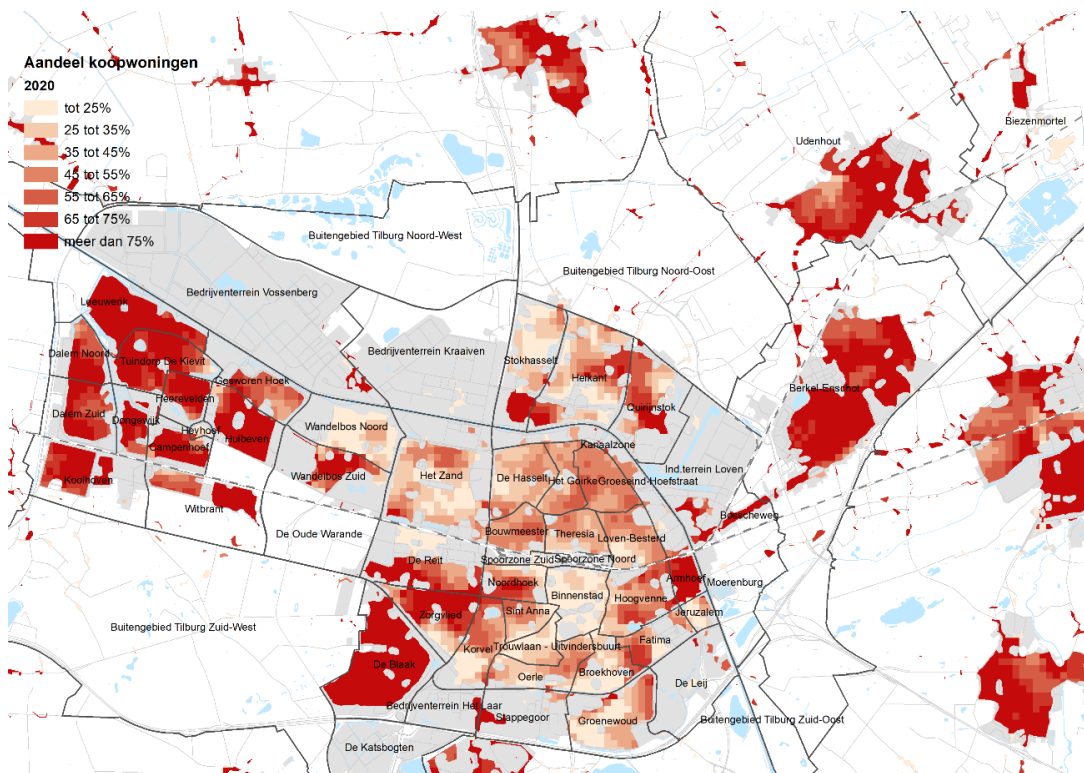 Aandeel koopwoningen
2020
tot 25%
25 tot 35%
35 tot 45%
45 tot 55%
55 tot 65%
65 tot 75%
meer dan 75%
Biezenmortel
Udenhout
Buitengebied Tilburg Noord-West
Buitengebied Tilburg Noord-Oost
Bedrijventerrein Vossenberg
Leeuwerik
Bedrijventerrein Kraaiven
Dalem Noord
Tuindorp De Kievit
Stokhasselt
Heikant
Gesworen Hoek
Berkel-Enschot
Heerevelden
Quirijnstok
Dalem Zuid
Dongewijk
Heyhoef
Huibeven
Wandelbos Noord
Campenhoef
Kanaalzone
Ind.terrein Loven
Koolhoven
Wandelbos Zuid
Het Zand
De Hasselt
Het Goirke
Groeseind-Hoefstraat
Witbrant
Bosscheweg
De Oude Warande
Bouwmeester
Theresia
Loven-Besterd
De Reit
Spoorzone Zuid
Spoorzone Noord
Noordhoek
Armhoef
Moerenburg
Binnenstad
Hoogvenne
Zorgvlied
Sint Anna
Jeruzalem
Buitengebied Tilburg Zuid-West
Korvel
Trouwlaan - Uitvindersbuurt
Fatima
De Blaak
Oerle
Broekhoven
De Leij
Bedrijventerrein Het Laar
Stappegoor
Groenewoud
Buitengebied Tilburg Zuid-Oost
De Katsbogten